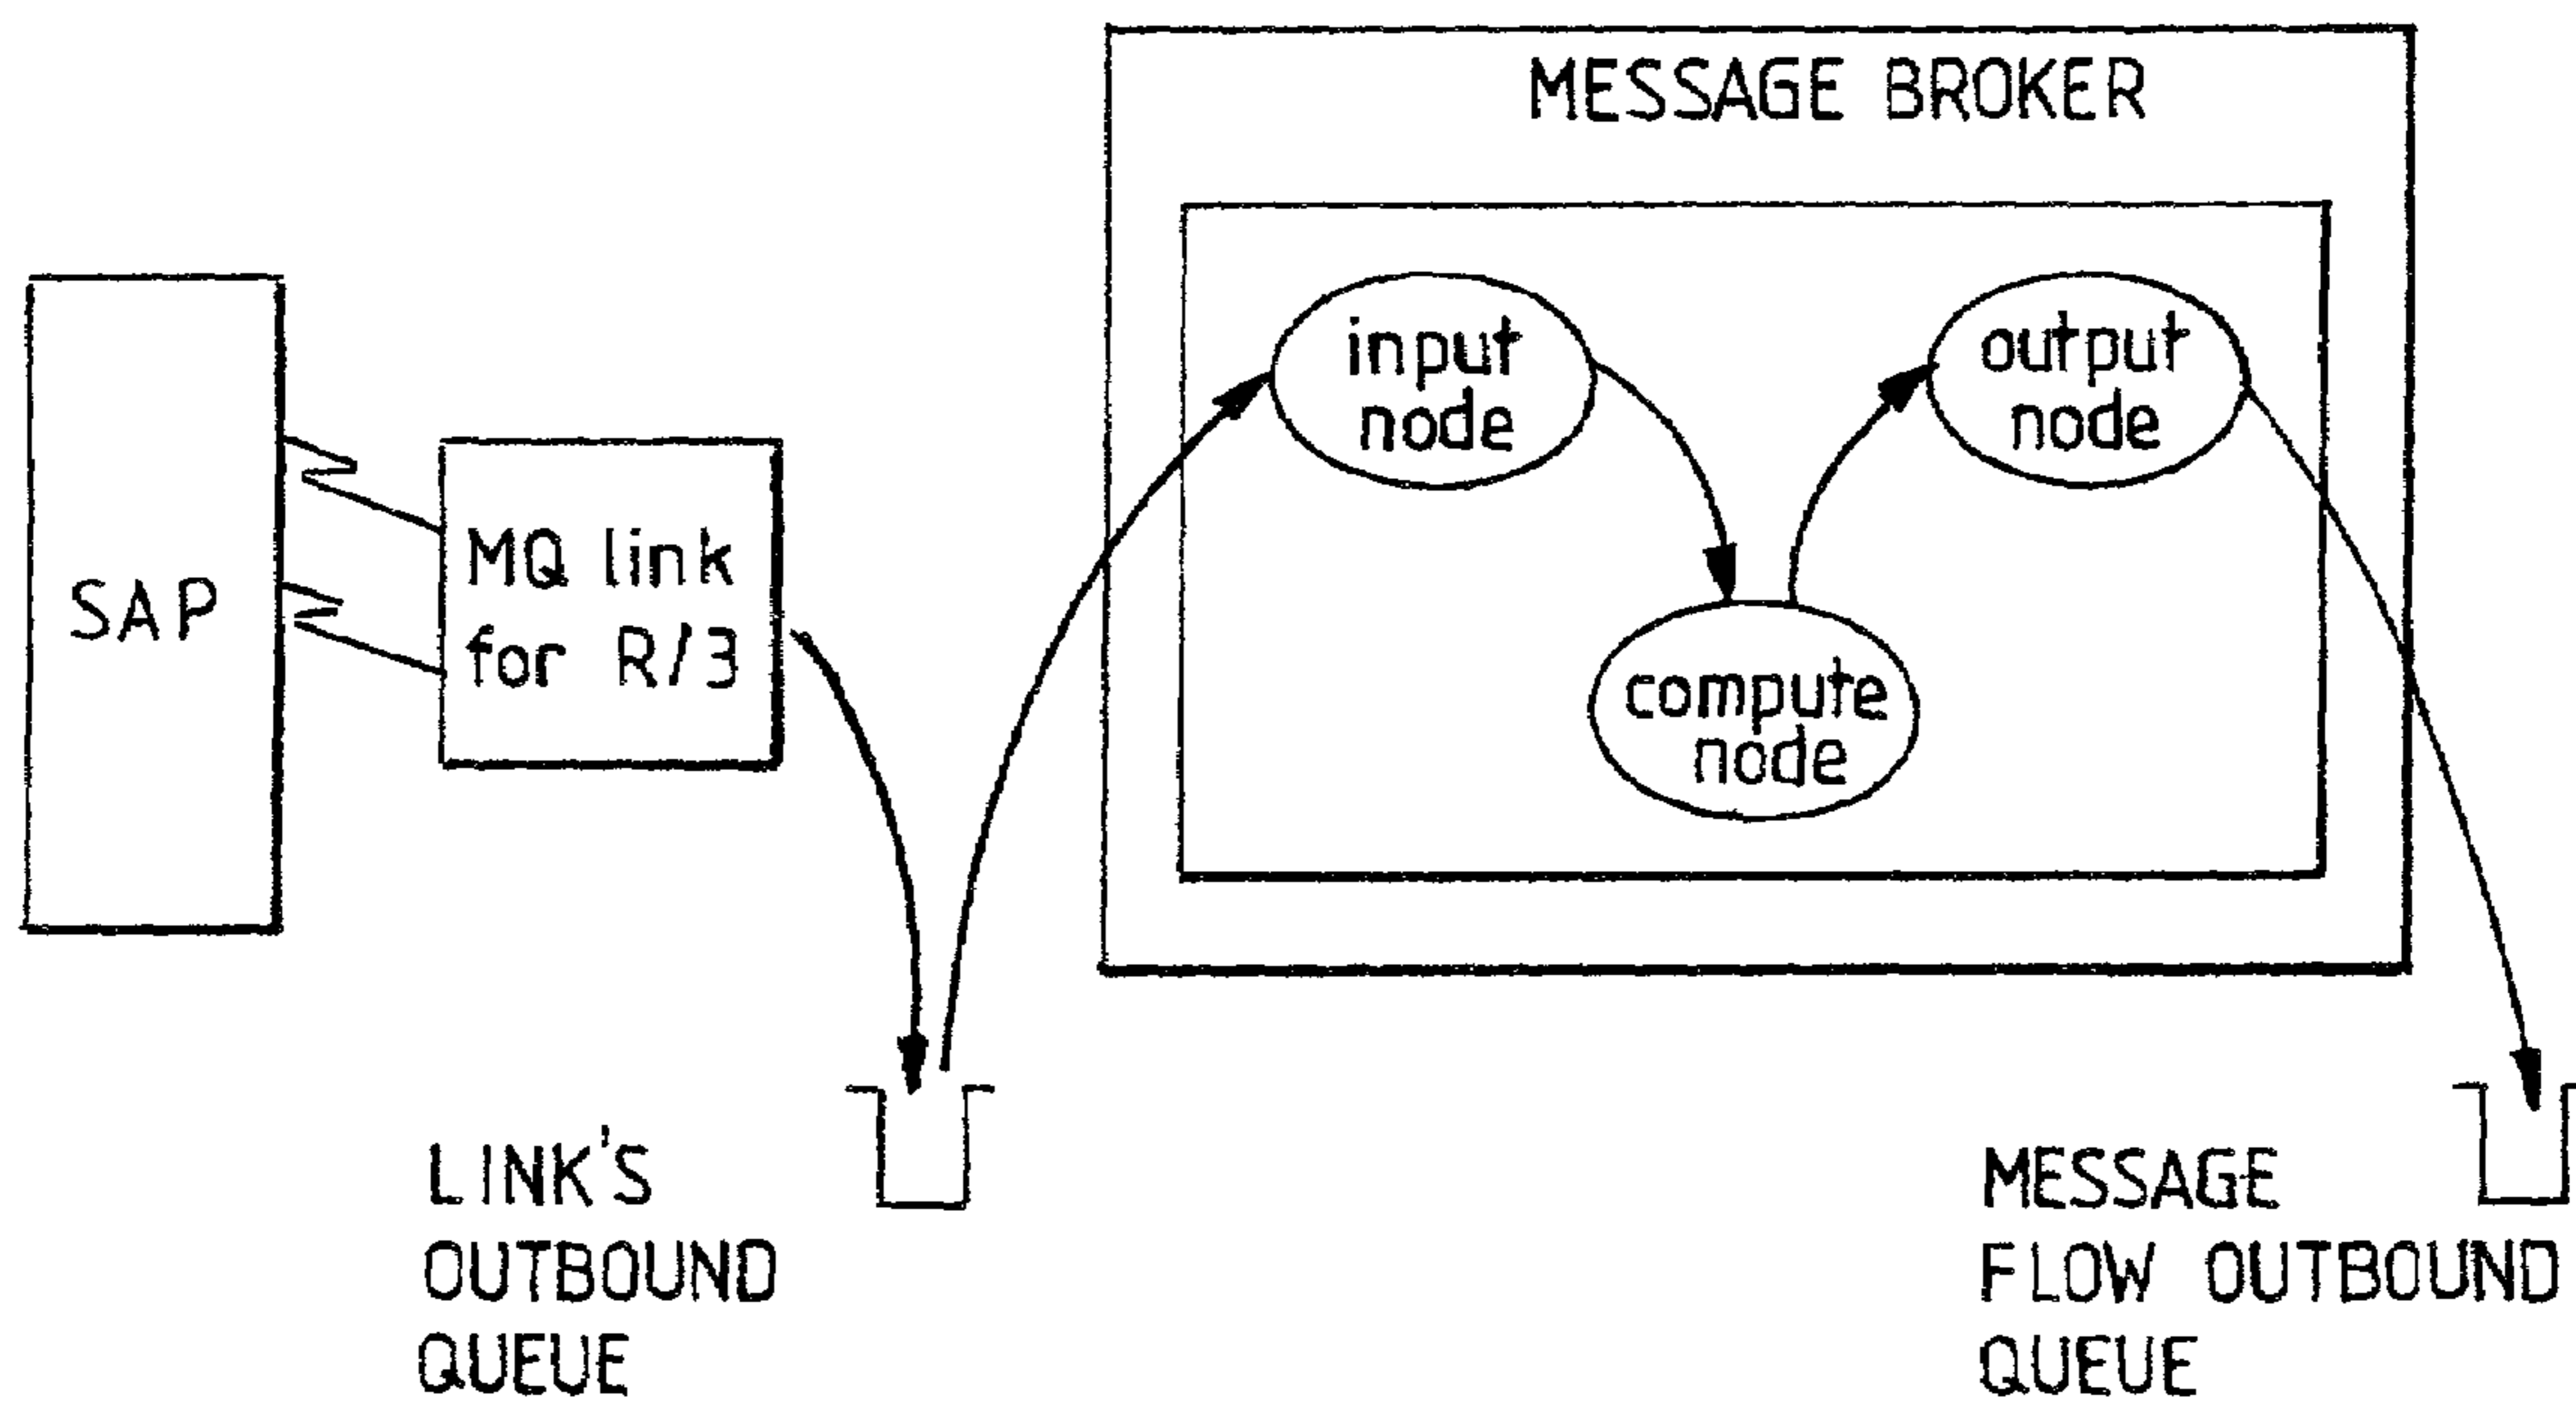 MESSAGE BROKER
input
node
output
node
compute
node
SAP
MQ link
for R/3
LINK'S
OUTBOUND
QUEUE
MESSAGE
FLOW OUTBOUND
QUEUE